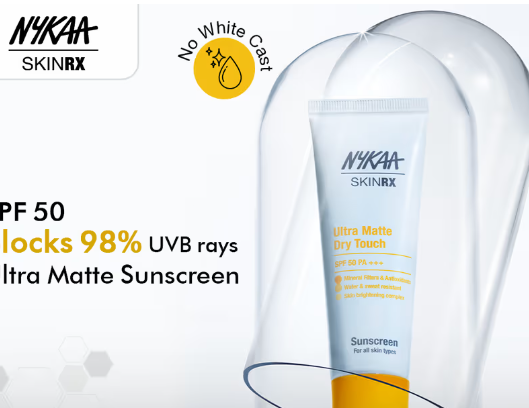 NYKAA
SKINRX
No White Cast
PF 50
locks 98% UVB rays
ltra Matte Sunscreen
NYKAA
SKINRX
Ultra Matte
Dry Touch
SPF 50 PA+++
Sunscreen
For all skin types